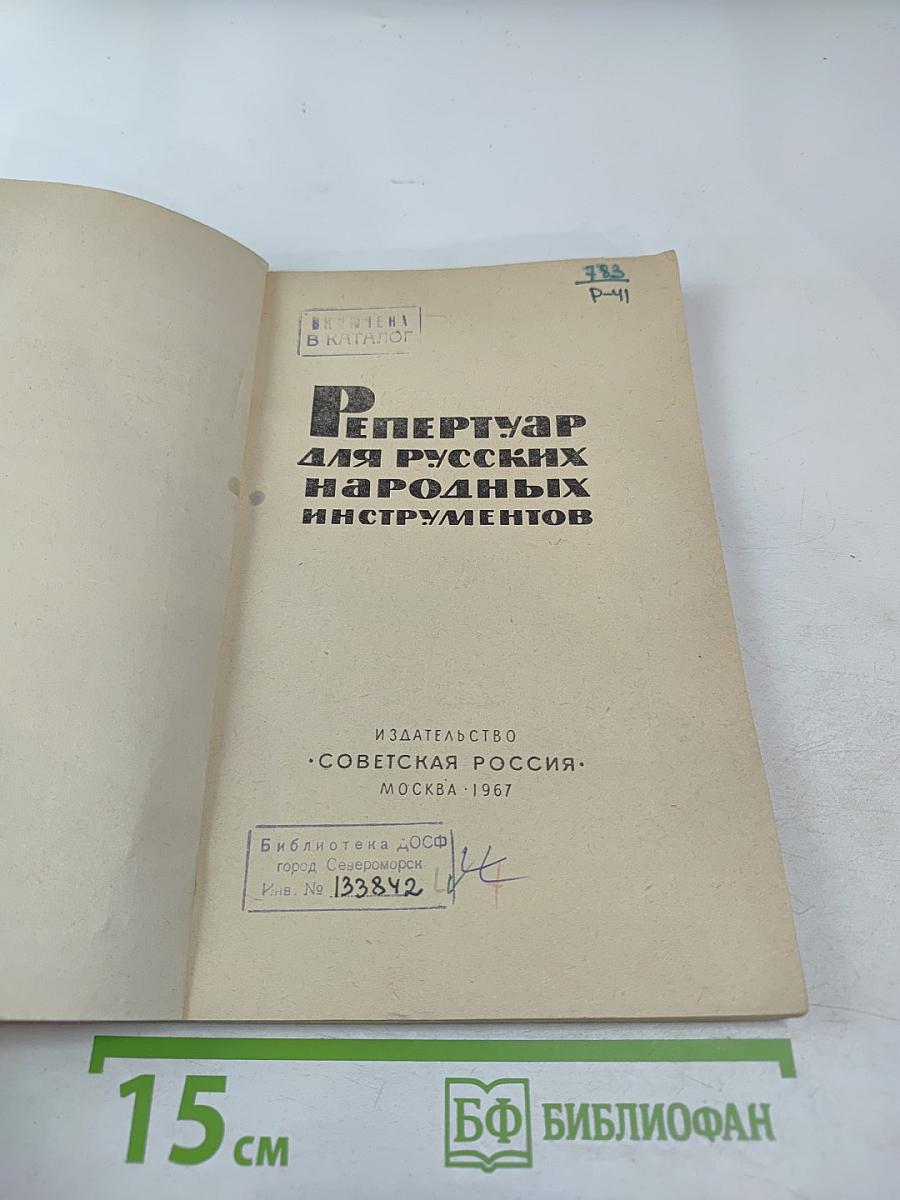 783
Р-41
ВКЛЮЧЕНА
В КАТАЛОГ
РЕПЕРТУАР
ДЛЯ РУССКИХ
НАРОДНЫХ
ИНСТРУМЕНТОВ
ИЗДАТЕЛЬСТВО
·СОВЕТСКАЯ РОССИЯ·
МОСКВА · 1967
Библиотека ДОСФ
город Североморск
Инв. № 133842
15 см
БФ БИБЛИОФАН